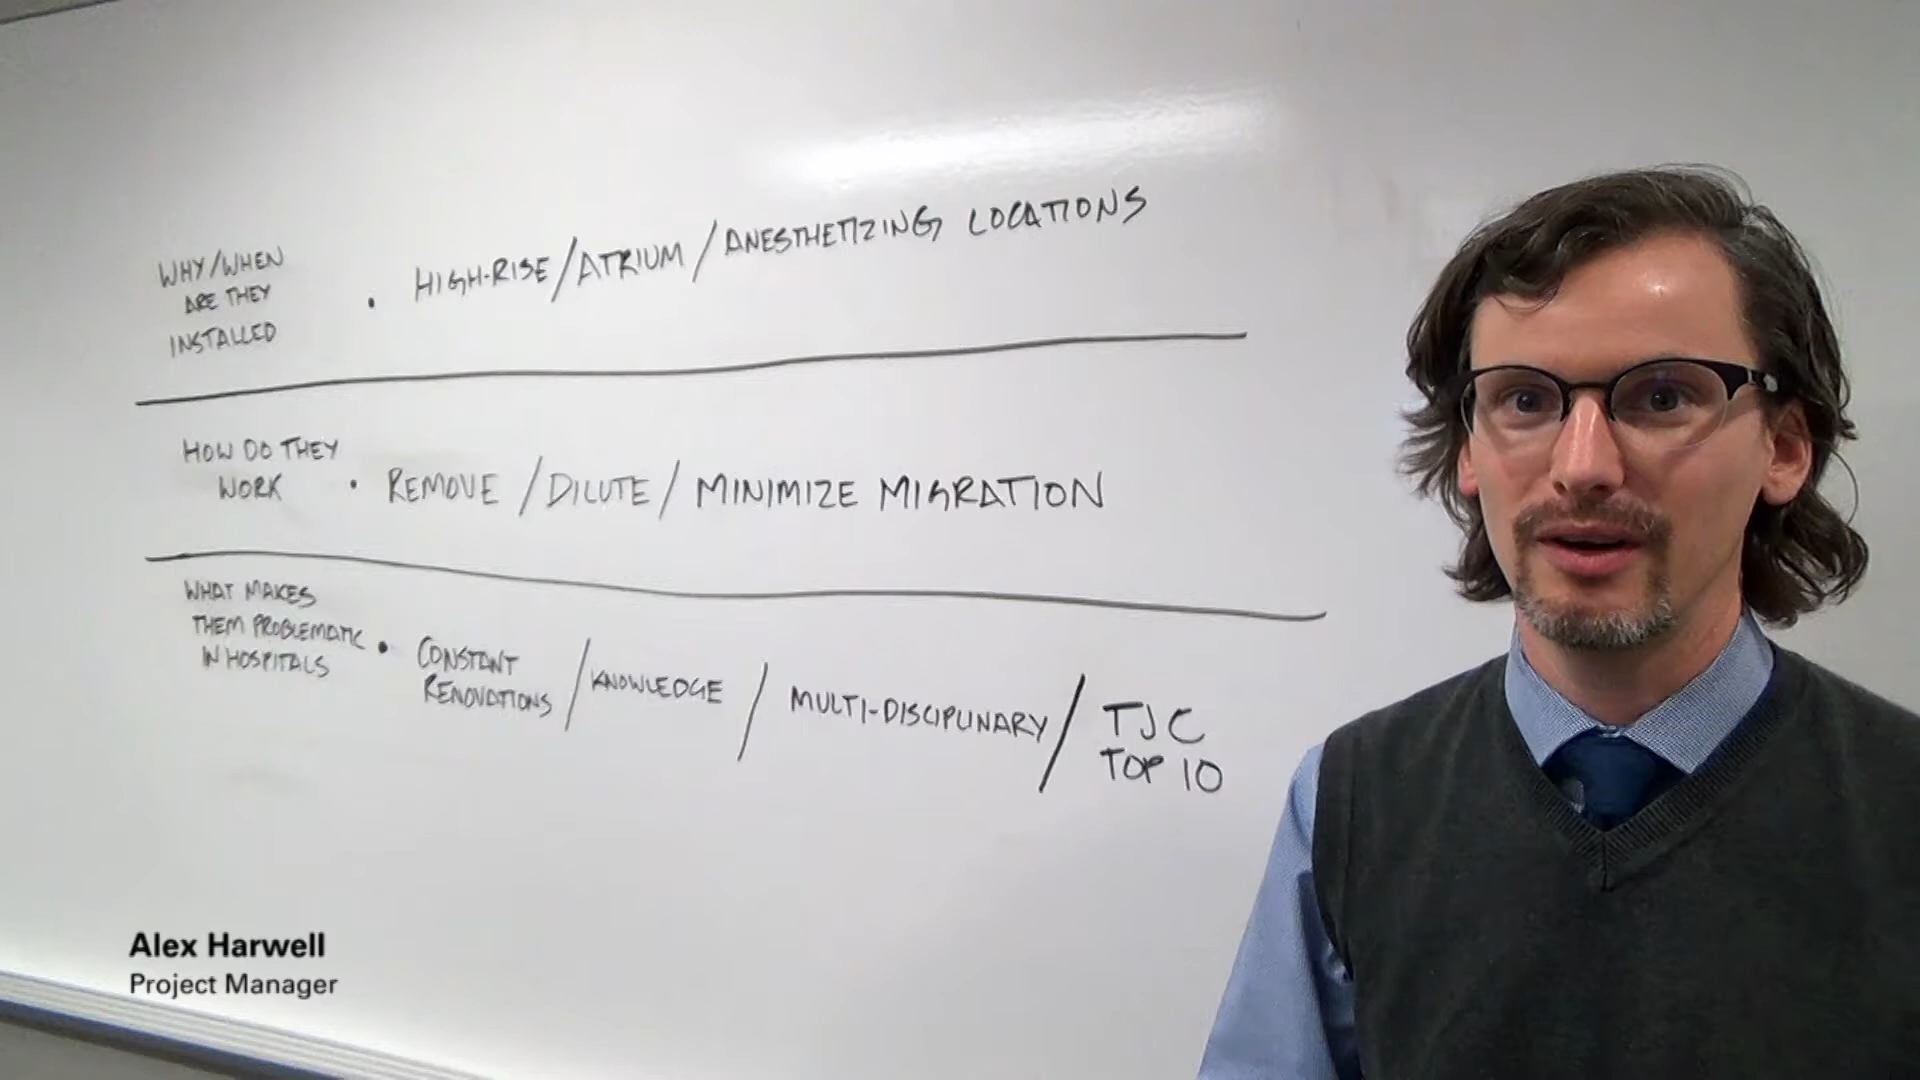 WHY/WHEN
ARE THEY
INSTALLED
• HIGH-RISE/ATRIUM/ANESTHETIZING LOCATIONS
HOW DO THEY
WORK
• REMOVE/DILUTE/MINIMIZE MIGRATION
WHAT MAKES
THEM PROBLEMATIC
IN HOSPITALS
• CONSTANT
RENOVATIONS
/KNOWLEDGE
/MULTI-DISCIPLINARY/
TJC
TOP 10
Alex Harwell
Project Manager